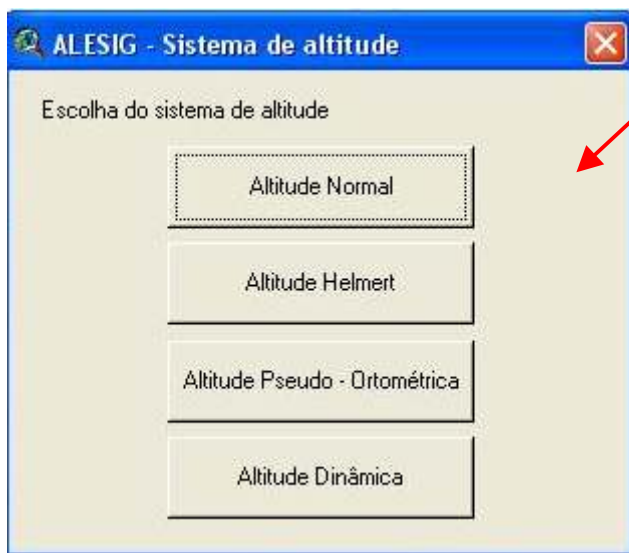 ALESIG - Sistema de altitude
Escolha do sistema de altitude
Altitude Normal
Altitude Helmert
Altitude Pseudo - Ortométrica
Altitude Dinâmica